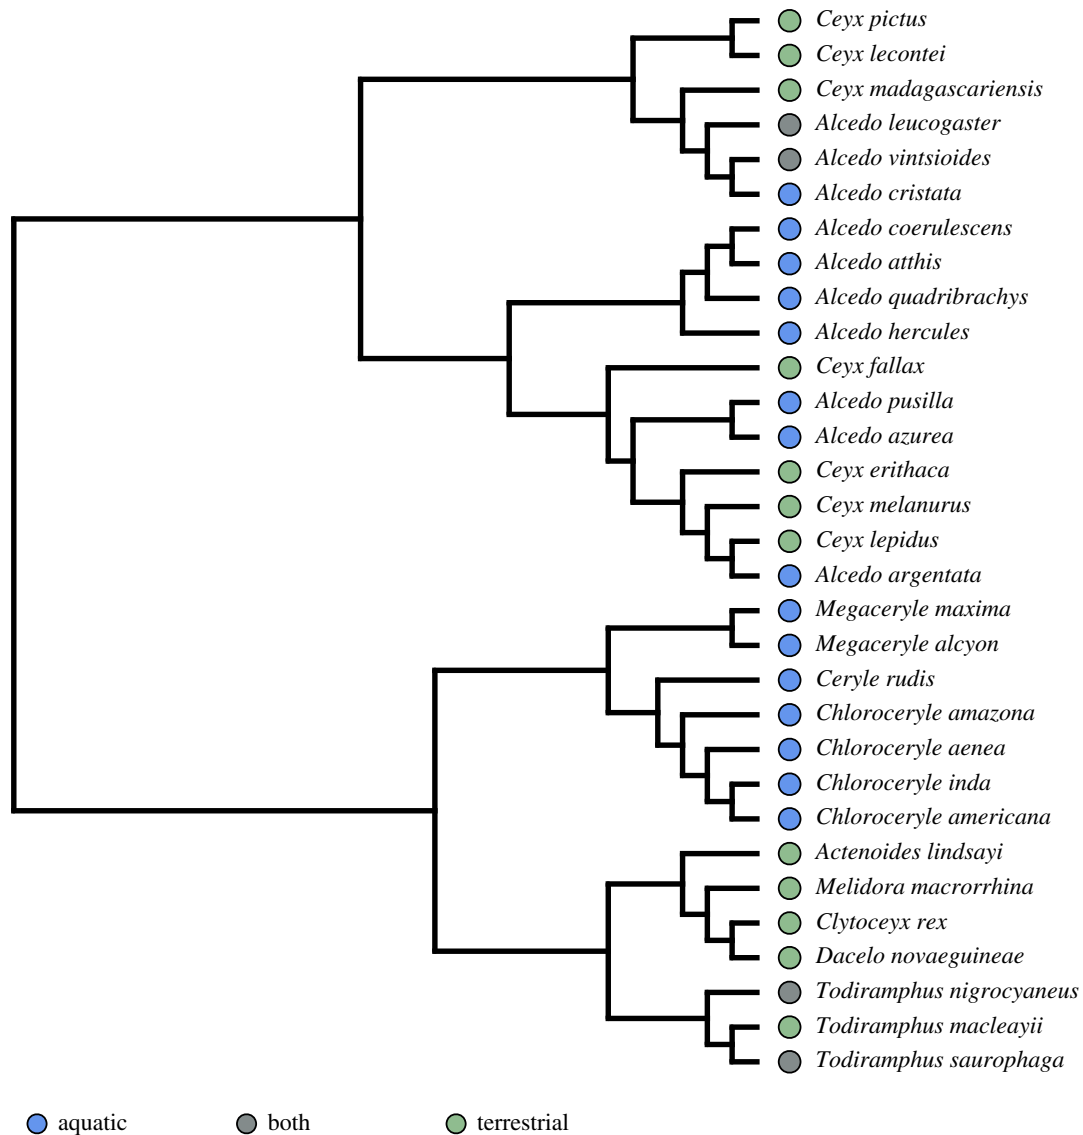 Ceyx pictus
Ceyx lecontei
Ceyx madagascariensis
Alcedo leucogaster
Alcedo vintsioides
Alcedo cristata
Alcedo coerulescens
Alcedo atthis
Alcedo quadribrachys
Alcedo hercules
Ceyx fallax
Alcedo pusilla
Alcedo azurea
Ceyx erithaca
Ceyx melanurus
Ceyx lepidus
Alcedo argentata
Megaceryle maxima
Megaceryle alcyon
Ceryle rudis
Chloroceryle amazona
Chloroceryle aenea
Chloroceryle inda
Chloroceryle americana
Actenoides lindsayi
Melidora macrorrhina
Clytoceyx rex
Dacelo novaeguineae
Todiramphus nigrocyaneus
Todiramphus macleayii
Todiramphus saurophaga
aquatic both terrestrial